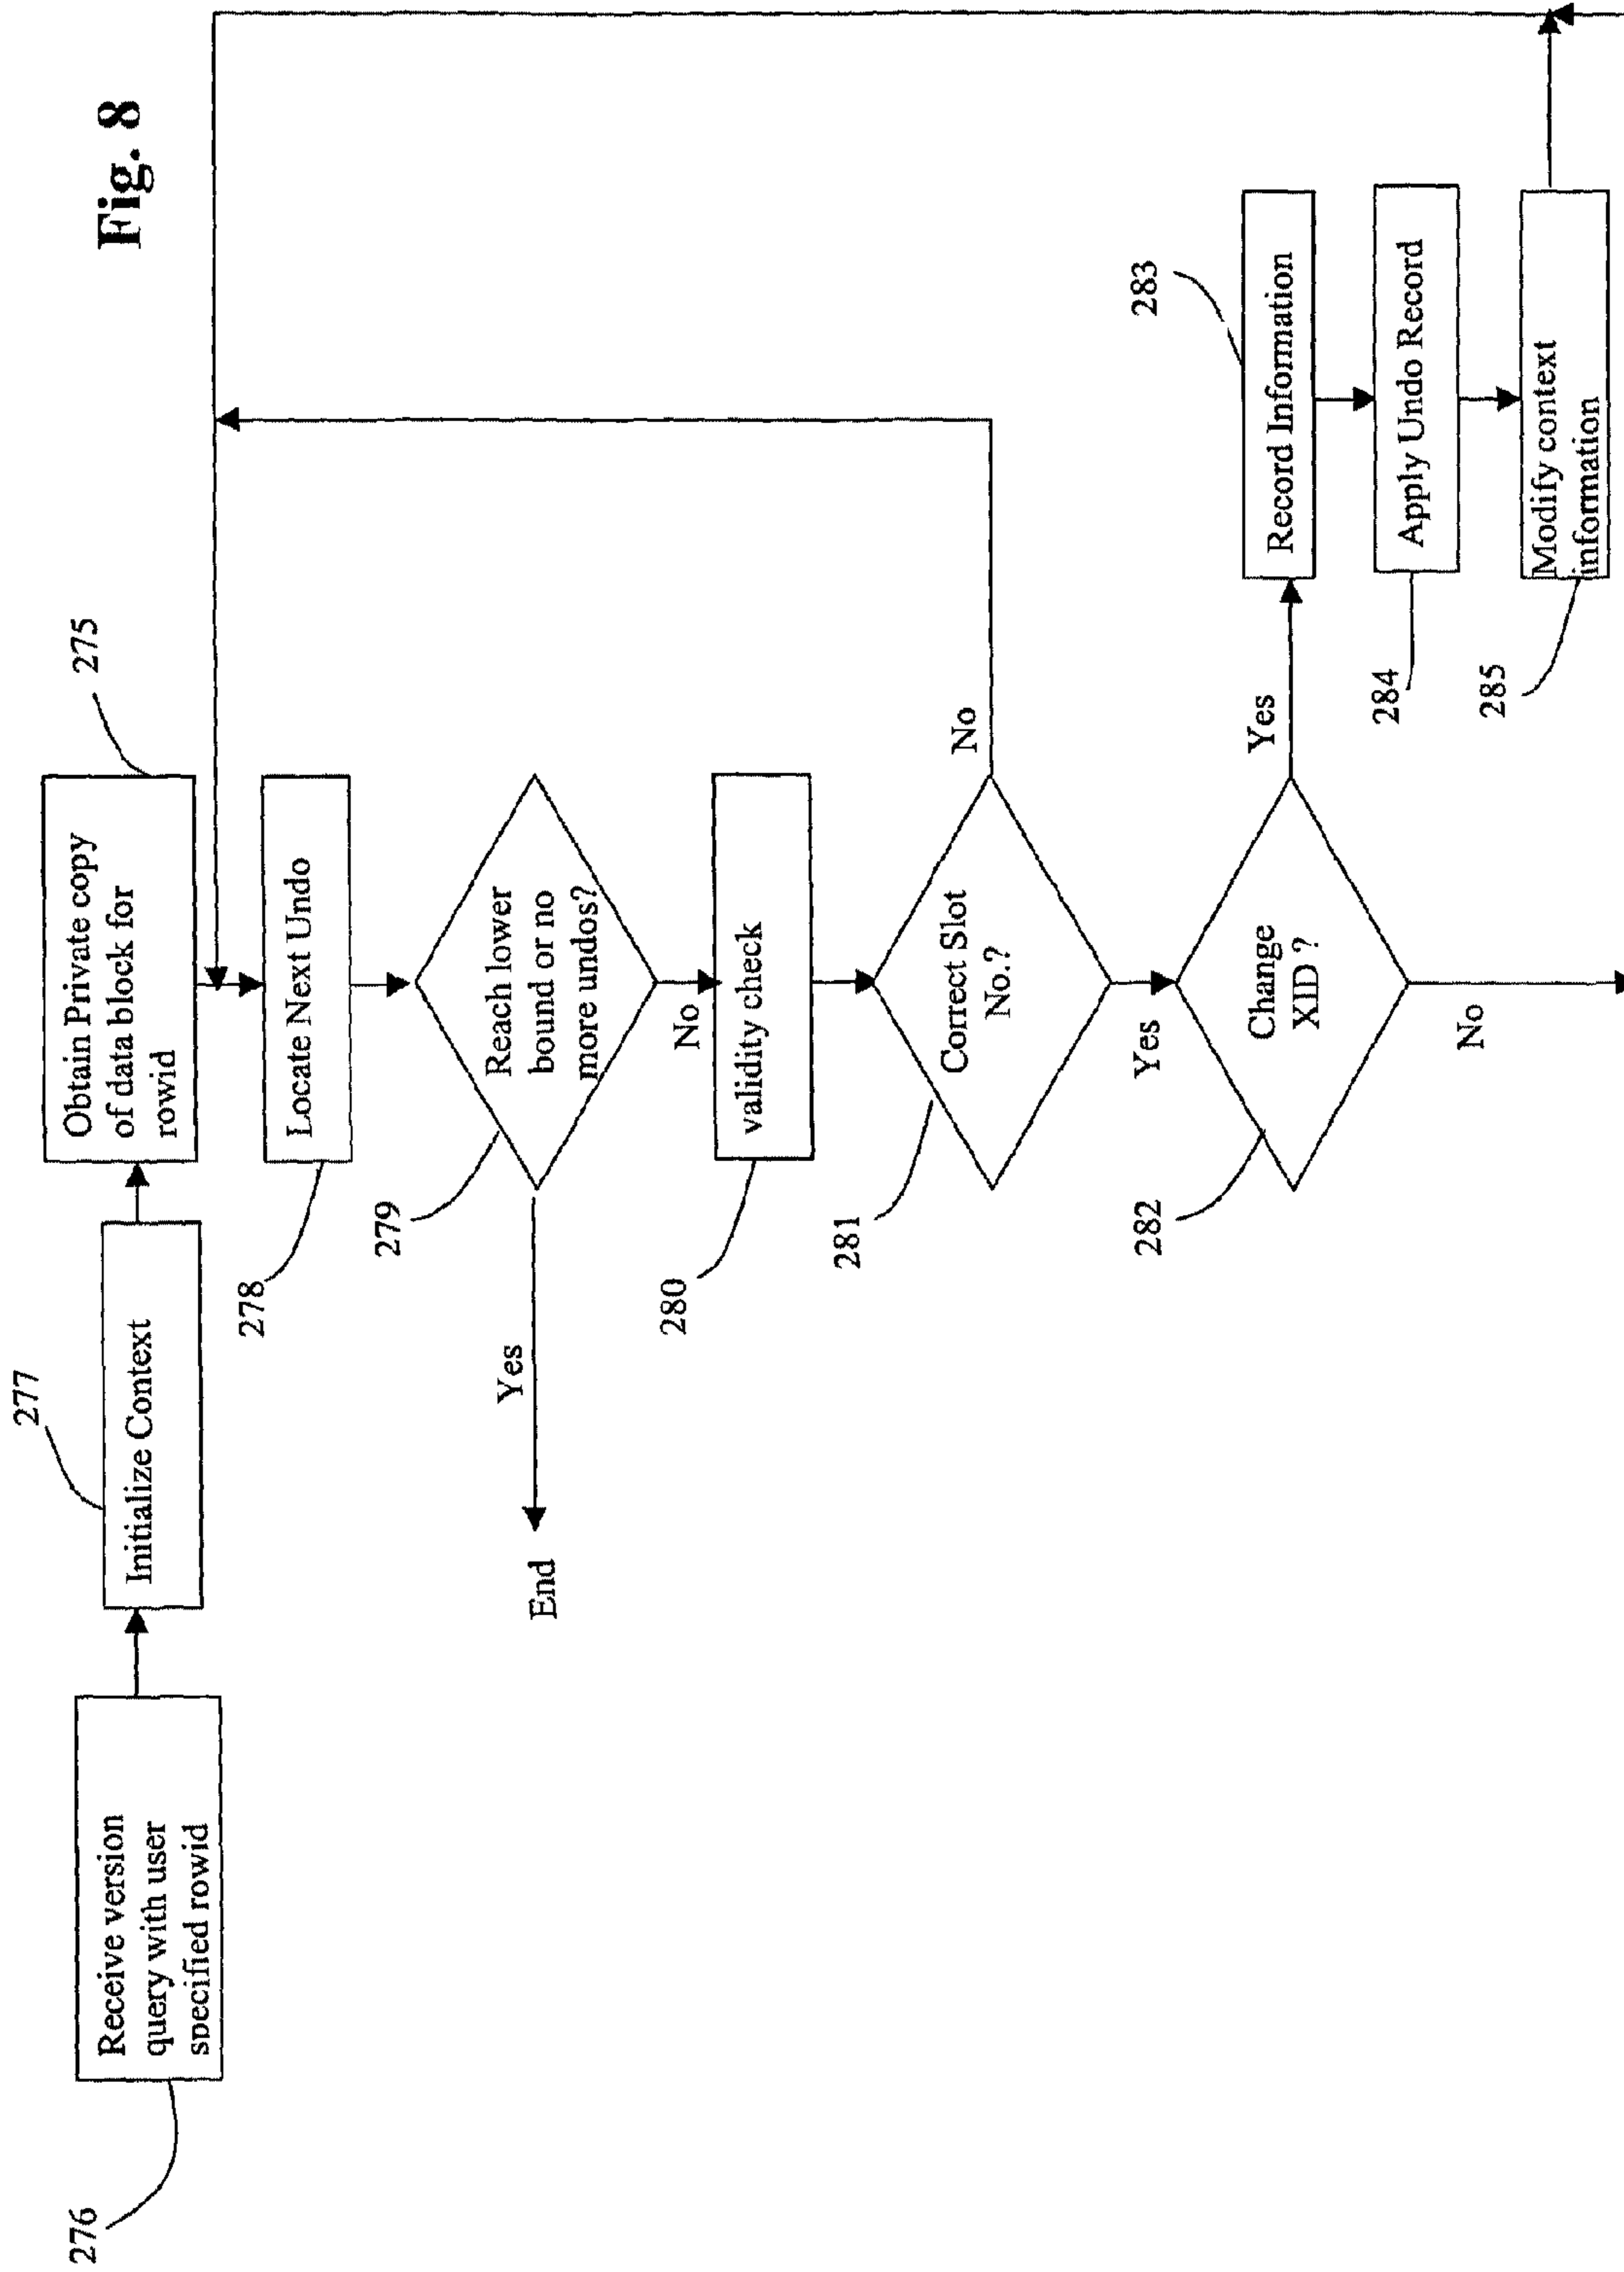 Fig. 8
276
Receive version
query with user
specified rowid
277
Initialize Context
275
Obtain Private copy
of data block for
rowid
278
Locate Next Undo
279
Reach lower
bound or no
more undos?
Yes
End
No
280
validity check
281
Correct Slot
No.?
No
Yes
282
Change
XID ?
Yes
No
283
Record Information
284
Apply Undo Record
285
Modify context
information